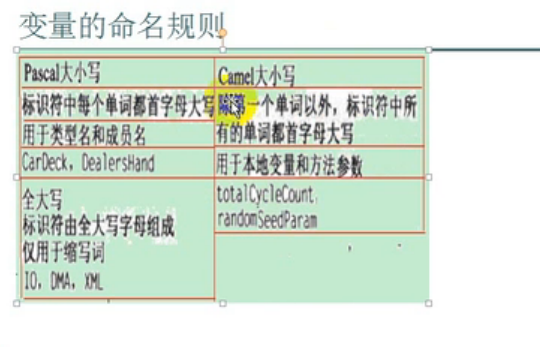 变量的命名规则
Pascal大小写
标识符中每个单词都首字母大写
用于类型名和成员名
CarDeck, DealersHand
全大写
标识符由全大写字母组成
仅用于缩写词
IO, DMA, XML
Camel大小写
除第一个单词以外，标识符中所
有的单词都首字母大写
用于本地变量和方法参数
totalCycleCount,
randomSeedParam